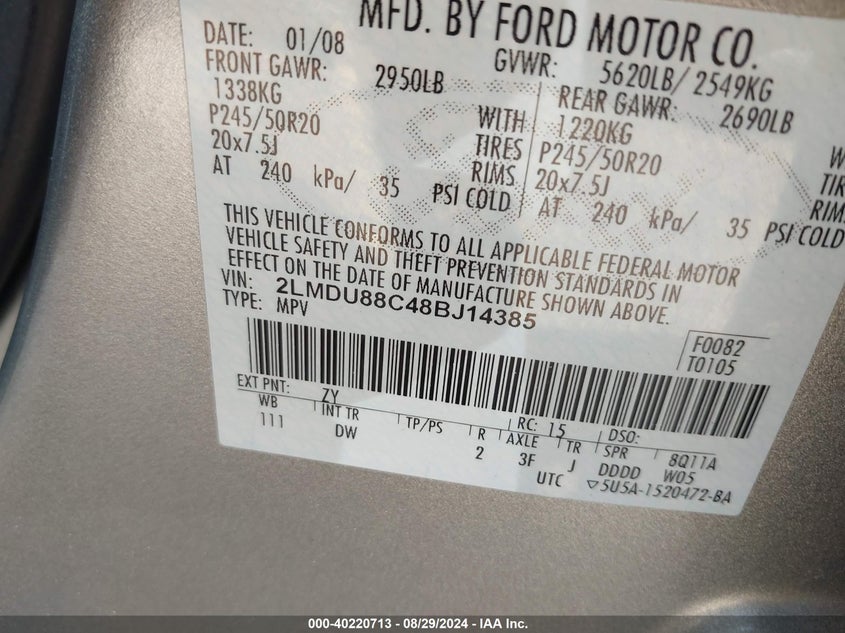 MFD. BY FORD MOTOR CO.
DATE: 01/08 GVWR: 5620LB/ 2549KG
FRONT GAWR: 2950LB REAR GAWR: 2690LB
1338KG WITH 1220KG W
P245/50R20 TIRES P245/50R20 TIR
20x7.5J RIMS 20x7.5J RIM
AT 240 kPa/ 35 PSI COLD AT 240 kPa/ 35 PSI COLD
THIS VEHICLE CONFORMS TO ALL APPLICABLE FEDERAL MOTOR
VEHICLE SAFETY AND THEFT PREVENTION STANDARDS IN
EFFECT ON THE DATE OF MANUFACTURE SHOWN ABOVE.
VIN: 2LMDU88C48BJ14385
TYPE: MPV
F0082
T0105
EXT PNT: ZY RC: 15 DSO:
WB INT TR TP/PS R AXLE TR SPR 8Q11A
111 DW 2 3F J DDDD W05
UTC ▽5U5A-1520472-BA
000-40220713 - 08/29/2024 - IAA Inc.